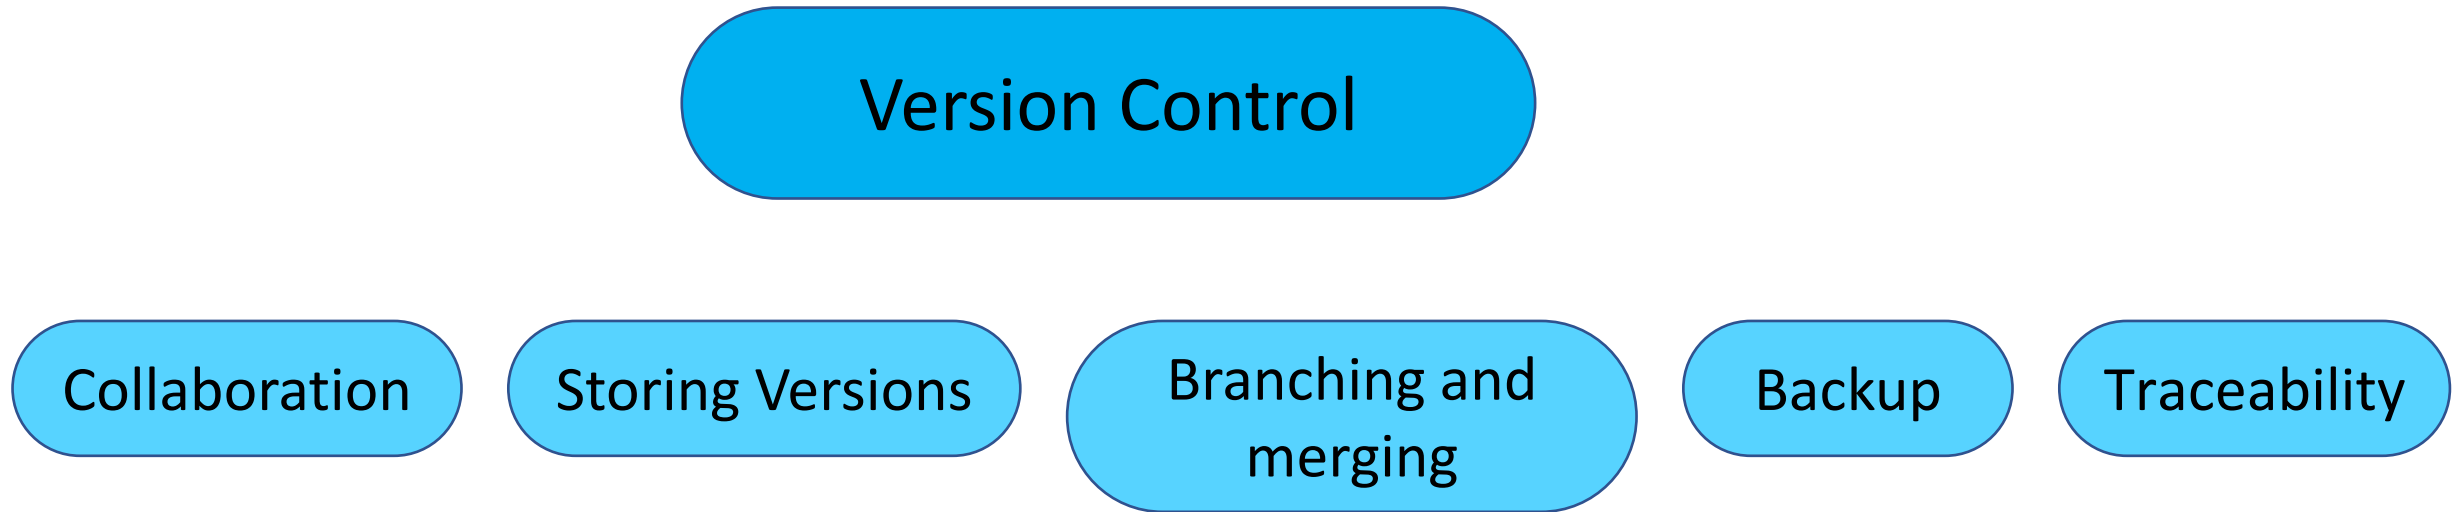 Version Control
Collaboration
Storing Versions
Branching and
merging
Backup
Traceability